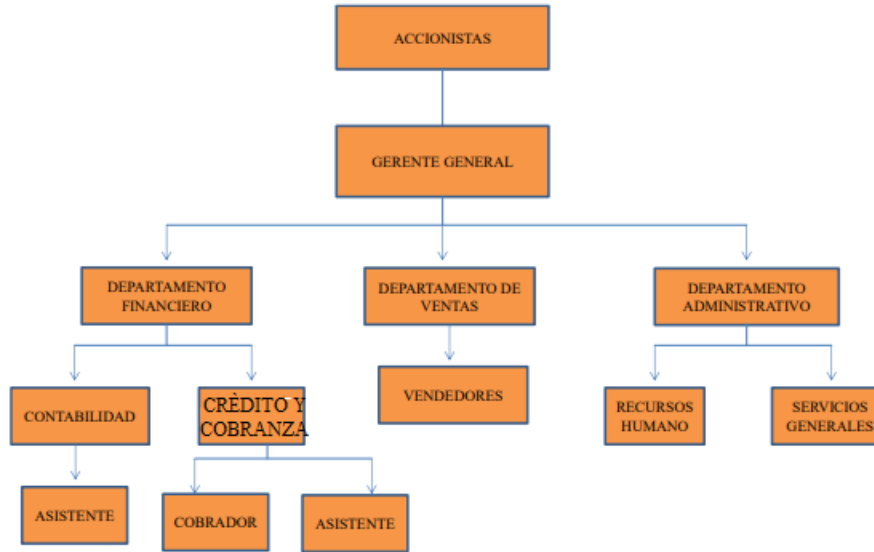 ACCIONISTAS
GERENTE GENERAL
DEPARTAMENTO
FINANCIERO
DEPARTAMENTO DE
VENTAS
DEPARTAMENTO
ADMINISTRATIVO
CONTABILIDAD
CRÈDITO Y
COBRANZA
VENDEDORES
RECURSOS
HUMANO
SERVICIOS
GENERALES
ASISTENTE
COBRADOR
ASISTENTE